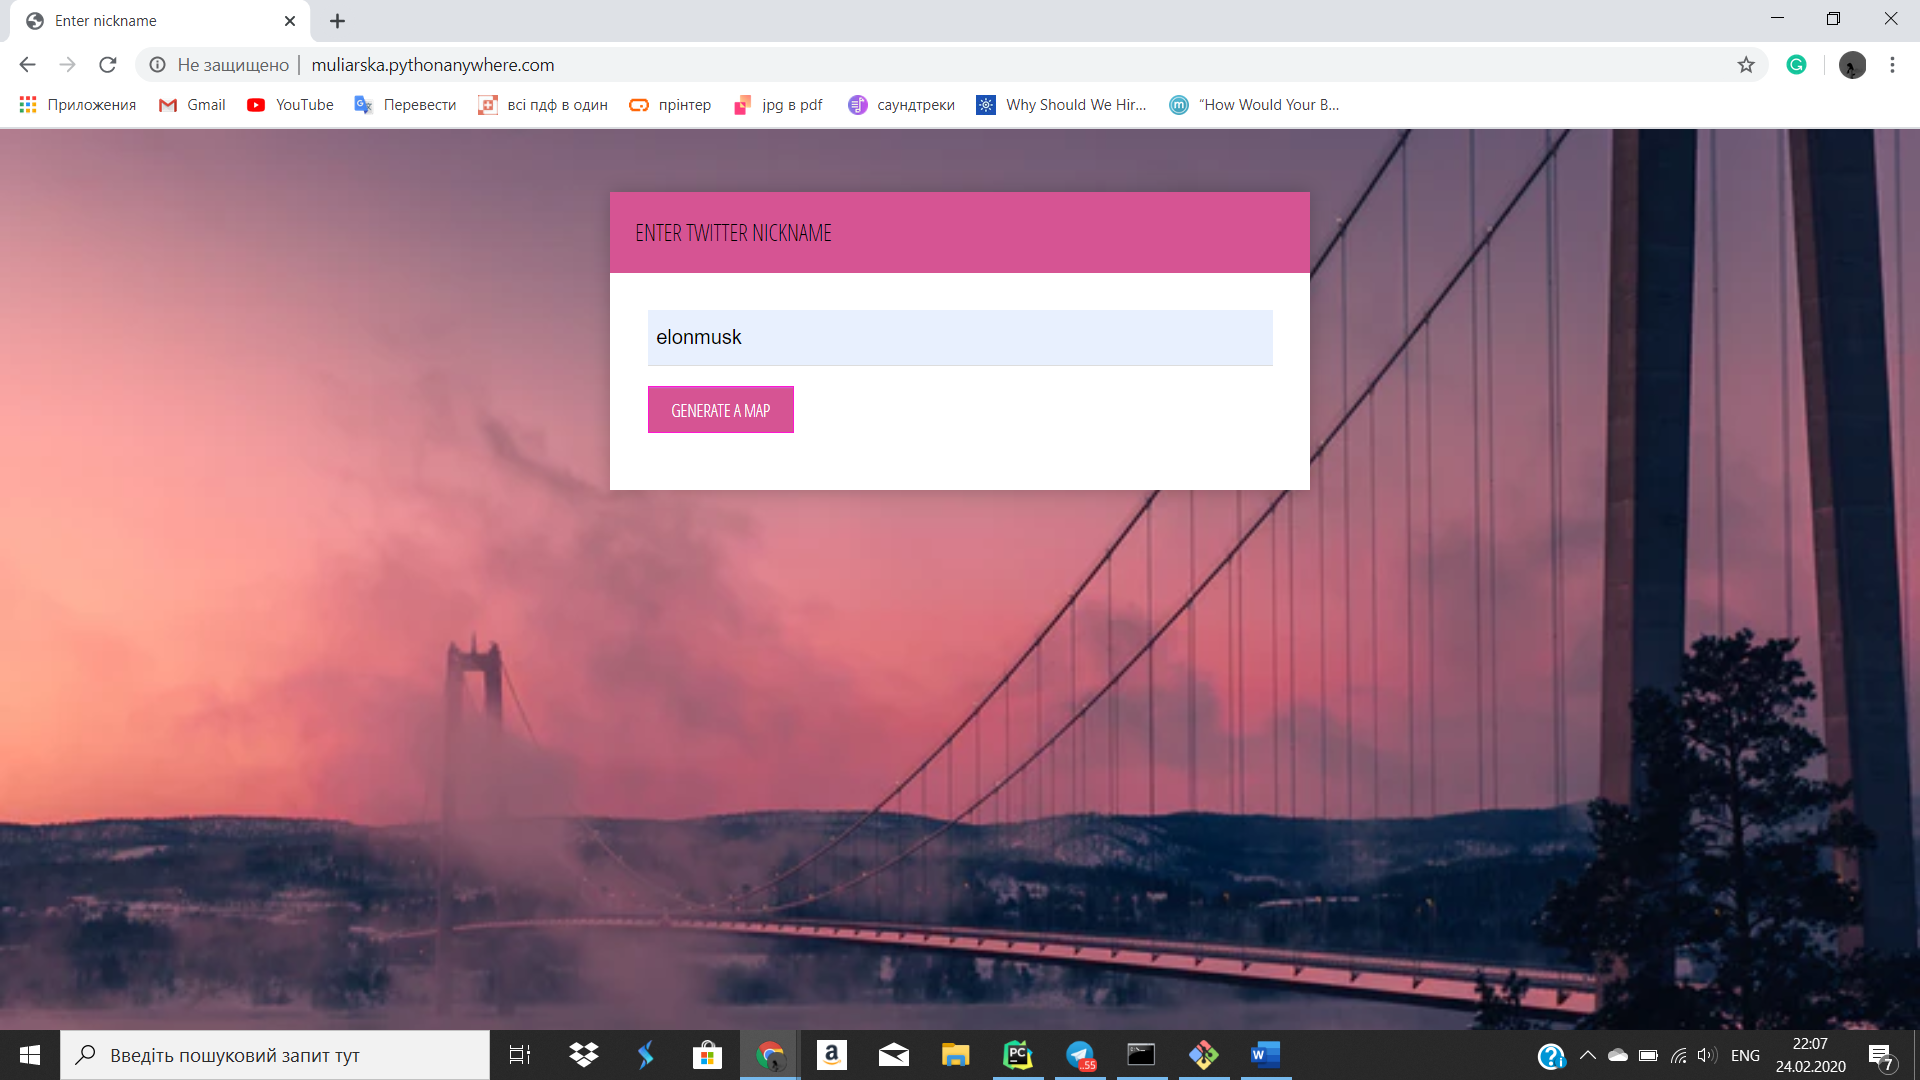 Enter nickname
Не защищено | muliarska.pythonanywhere.com
Приложения Gmail YouTube Перевести всі пдф в один прінтер jpg в pdf саундтреки Why Should We Hir... “How Would Your B...
ENTER TWITTER NICKNAME
elonmusk
GENERATE A MAP
Введіть пошуковий запит тут
ENG
22:07
24.02.2020
7
55